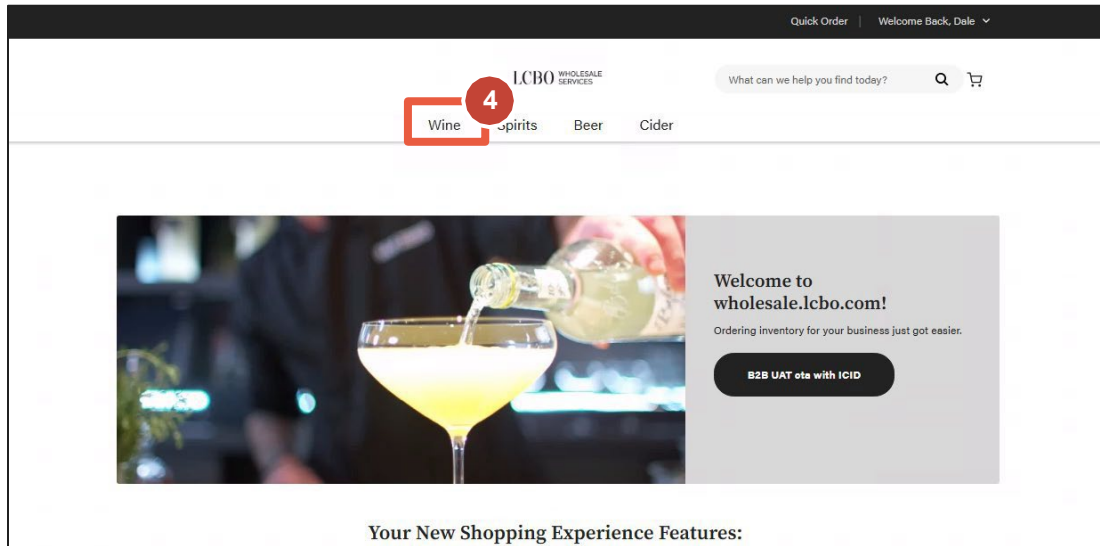 Quick Order
Welcome Back, Dale
LCBO WHOLESALE SERVICES
What can we help you find today?
4
Wine Spirits Beer Cider
Welcome to
wholesale.lcbo.com!
Ordering inventory for your business just got easier.
B2B UAT ota with ICID
Your New Shopping Experience Features: